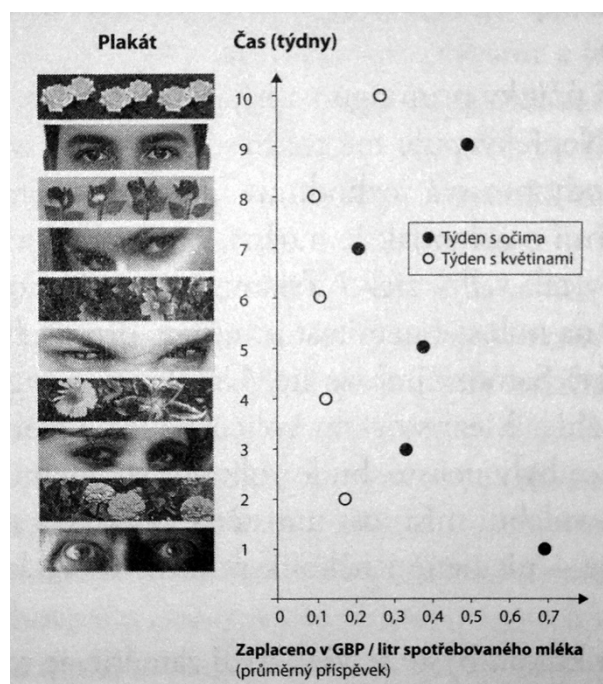 Plakát
Čas (týdny)
10
9
8
7
6
5
4
3
2
1
Týden s očima
Týden s květinami
0 0,1 0,2 0,3 0,4 0,5 0,6 0,7
Zaplaceno v GBP / litr spotřebovaného mléka
(průměrný příspěvek)